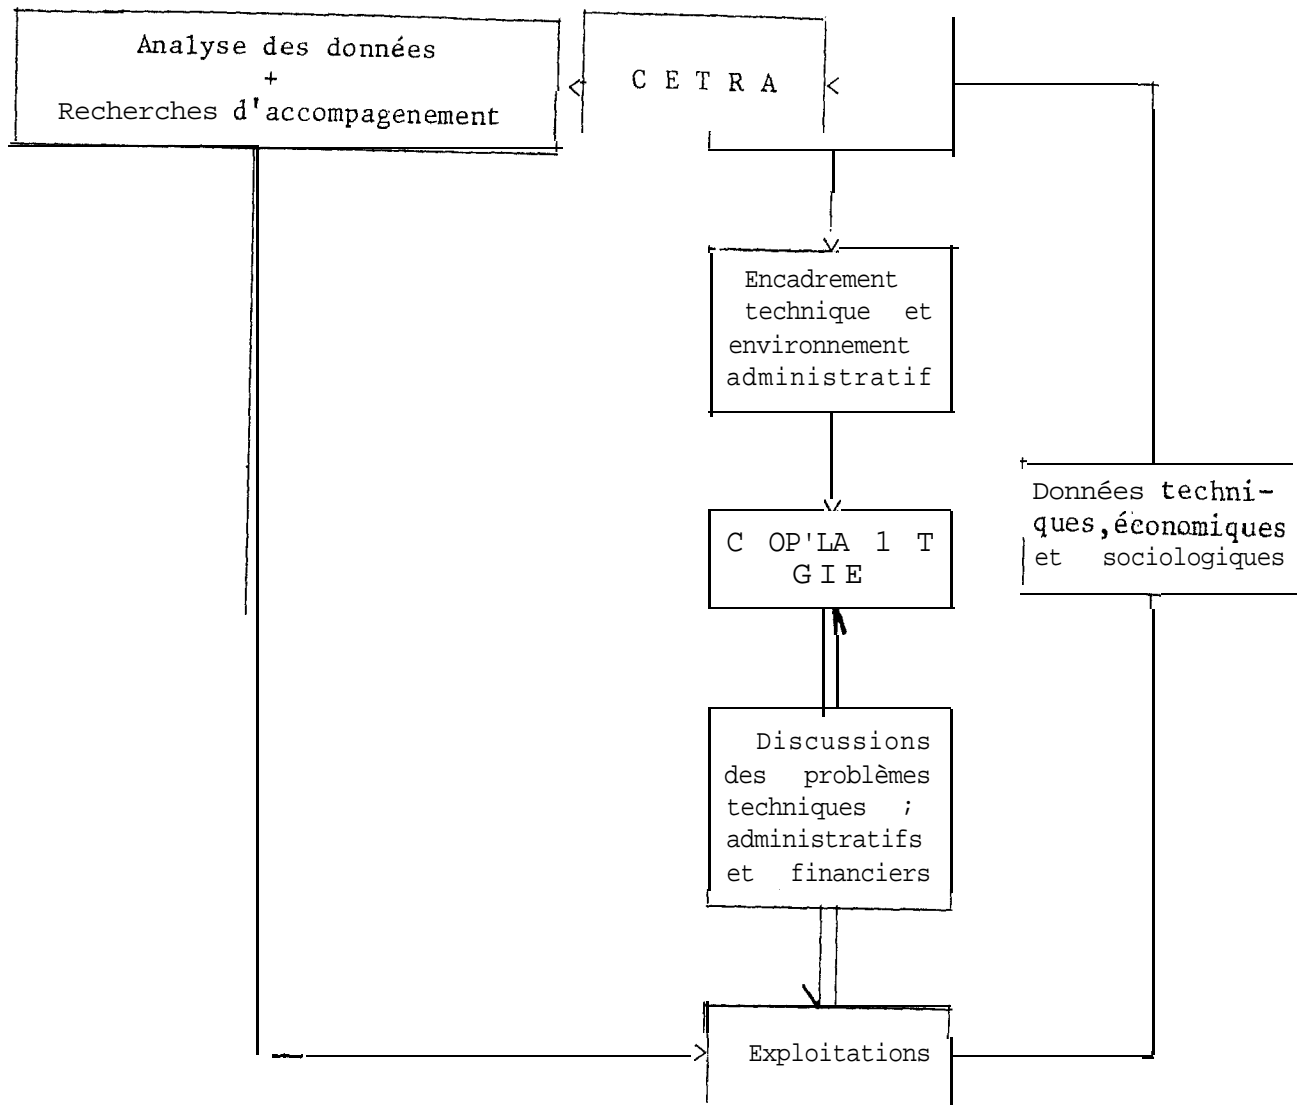 Analyse des données
+
Recherches d'accompagenement
C E T R A
Encadrement
technique et
environnement
administratif
C OP'LA 1 T
GIE
Données techni-
ques, économiques
et sociologiques
Discussions
des problèmes
techniques ;
administratifs
et financiers
Exploitations